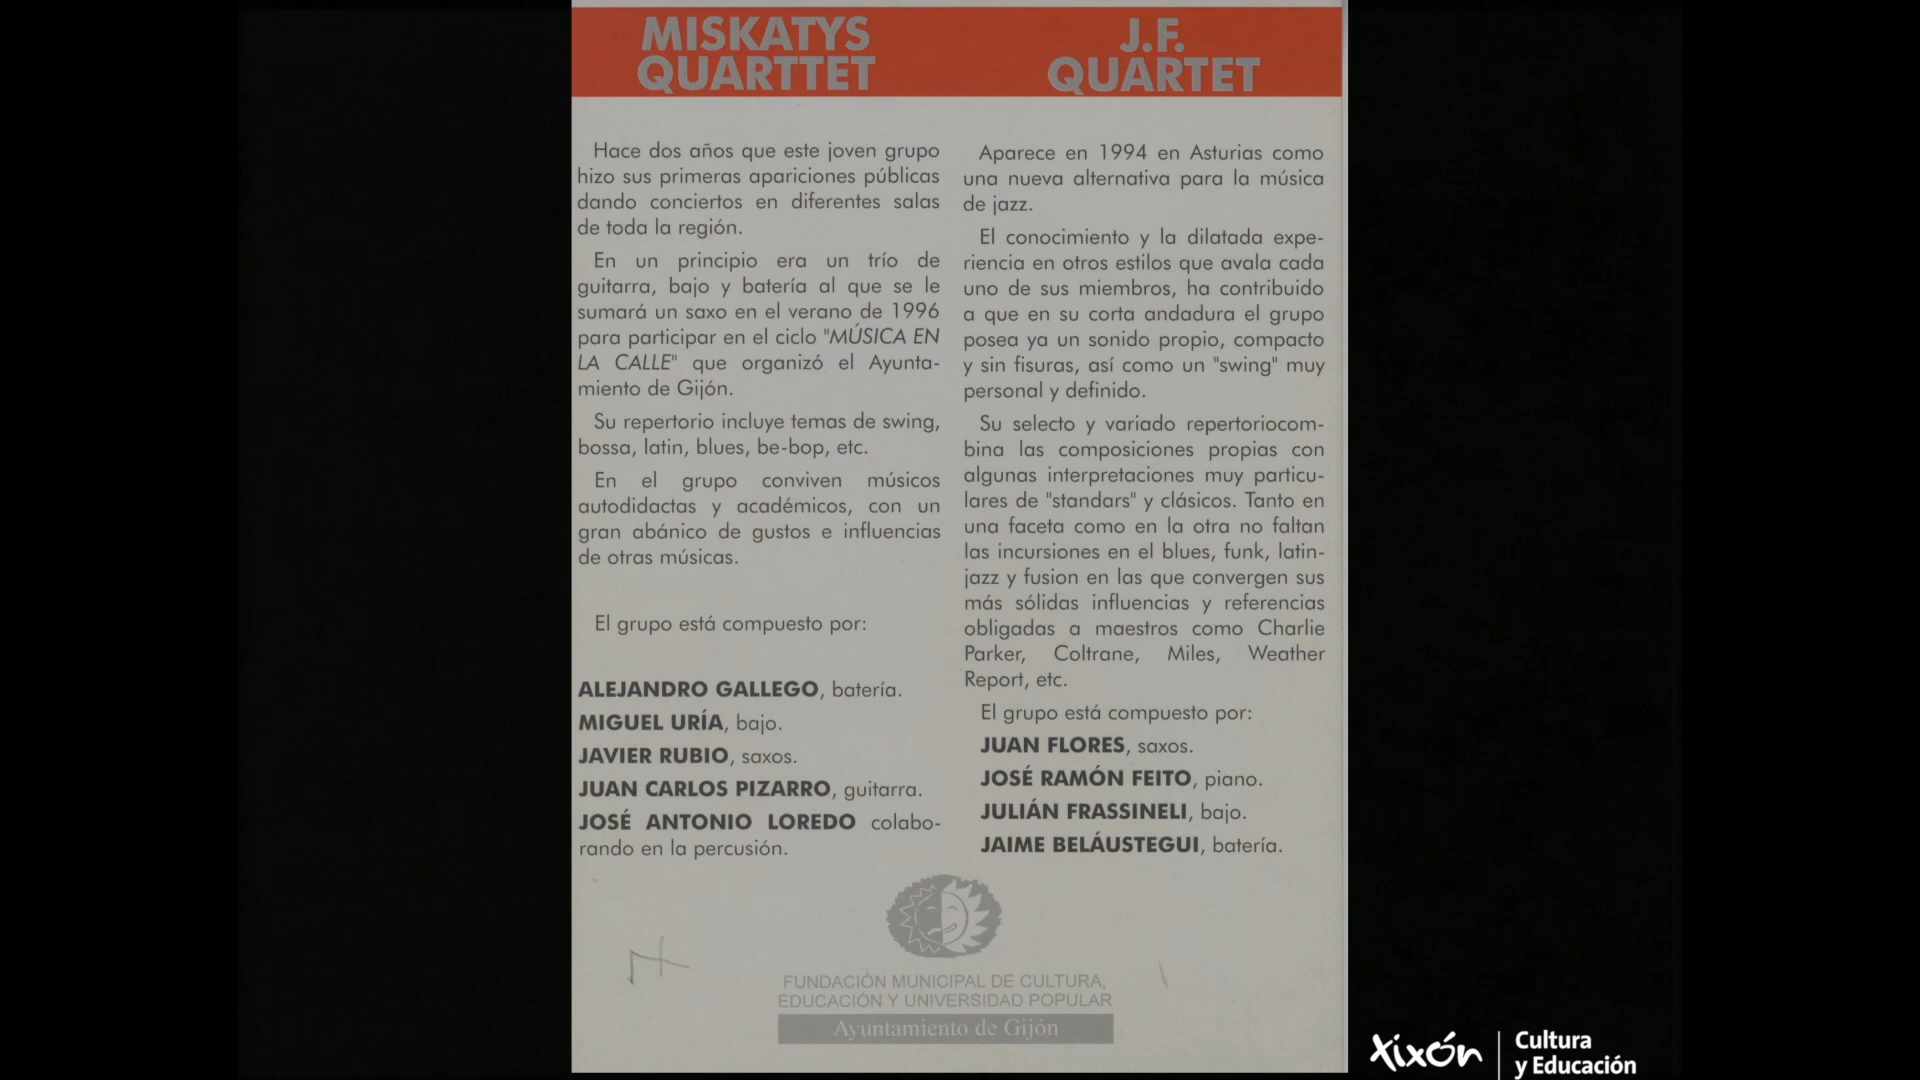 MISKATYS
QUARTTET
Hace dos años que este joven grupo
hizo sus primeras apariciones públicas
dando conciertos en diferentes salas
de toda la región.
En un principio era un trío de
guitarra, bajo y batería al que se le
sumará un saxo en el verano de 1996
para participar en el ciclo "MÚSICA EN
LA CALLE" que organizó el Ayunta-
miento de Gijón.
Su repertorio incluye temas de swing,
bossa, latin, blues, be-bop, etc.
En el grupo conviven músicos
autodidactas y académicos, con un
gran abánico de gustos e influencias
de otras músicas.
El grupo está compuesto por:
ALEJANDRO GALLEGO, batería.
MIGUEL URÍA, bajo.
JAVIER RUBIO, saxos.
JUAN CARLOS PIZARRO, guitarra.
JOSÉ ANTONIO LOREDO colabo-
rando en la percusión.
J.F.
QUARTET
Aparece en 1994 en Asturias como
una nueva alternativa para la música
de jazz.
El conocimiento y la dilatada expe-
riencia en otros estilos que avala cada
uno de sus miembros, ha contribuido
a que en su corta andadura el grupo
posea ya un sonido propio, compacto
y sin fisuras, así como un "swing" muy
personal y definido.
Su selecto y variado repertoriocom-
bina las composiciones propias con
algunas interpretaciones muy particu-
lares de "standars" y clásicos. Tanto en
una faceta como en la otra no faltan
las incursiones en el blues, funk, latin-
jazz y fusion en las que convergen sus
más sólidas influencias y referencias
obligadas a maestros como Charlie
Parker, Coltrane, Miles, Weather
Report, etc.
El grupo está compuesto por:
JUAN FLORES, saxos.
JOSÉ RAMÓN FEITO, piano.
JULIÁN FRASSINELI, bajo.
JAIME BELÁUSTEGUI, batería.
FUNDACIÓN MUNICIPAL DE CULTURA,
EDUCACIÓN Y UNIVERSIDAD POPULAR
Ayuntamiento de Gijón
Xixón
Cultura
y Educación